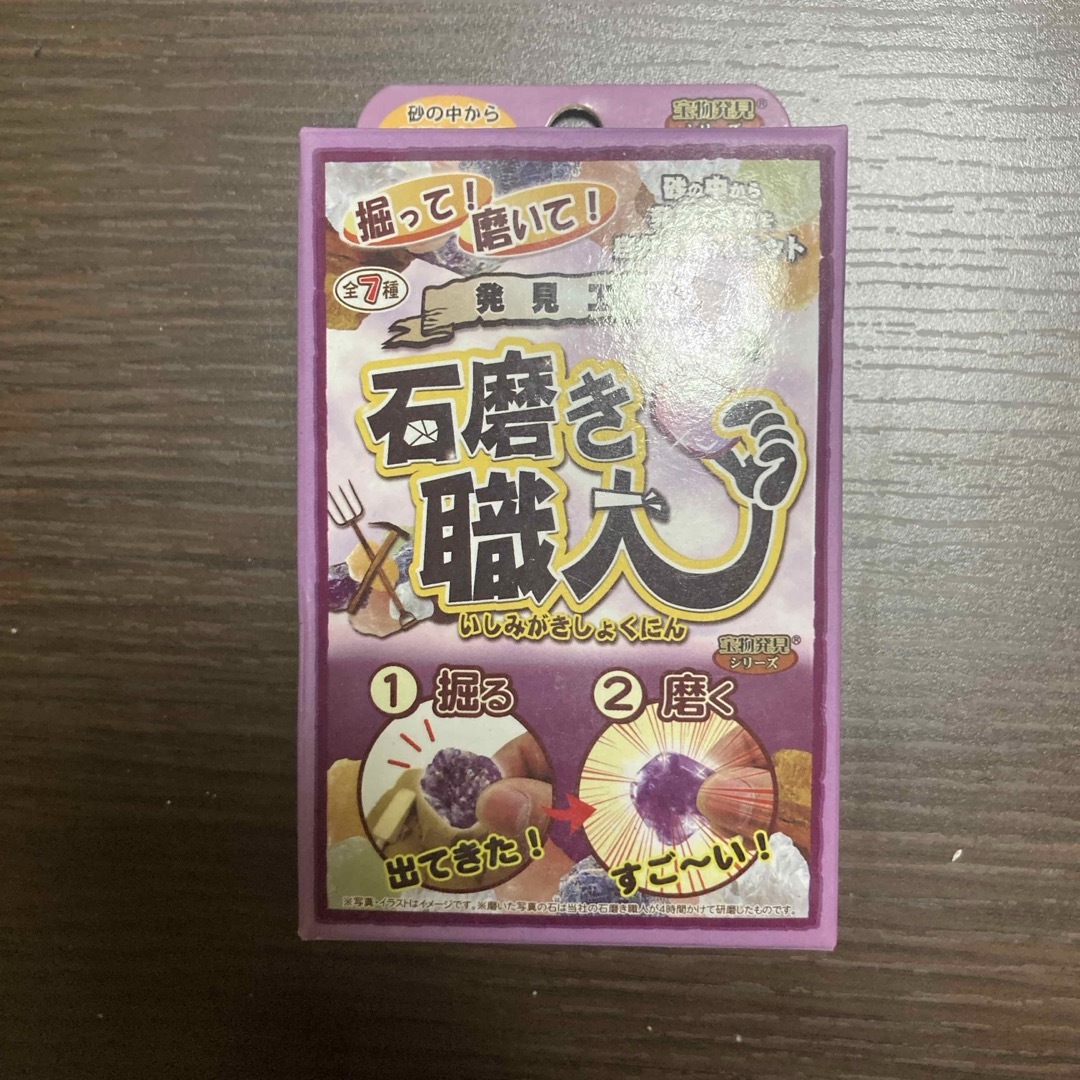 砂の中から
宝物発見®
シリーズ
掘って！
磨いて！
砂の中から
全7種
発見
石磨き
職人
いしみがきしょくにん
宝物発見®
シリーズ
1 掘る
2 磨く
出てきた！
すご〜い！
※写真・イラストはイメージです。※磨いた写真の石は当社の石磨き職人が4時間かけて研磨したものです。